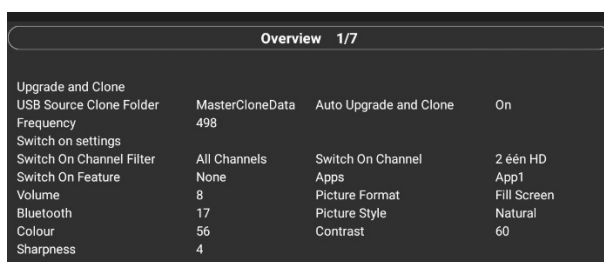 Overview 1/7
Upgrade and Clone
USB Source Clone Folder MasterCloneData Auto Upgrade and Clone On
Frequency 498
Switch on settings
Switch On Channel Filter All Channels Switch On Channel 2 één HD
Switch On Feature None Apps App1
Volume 8 Picture Format Fill Screen
Bluetooth 17 Picture Style Natural
Colour 56 Contrast 60
Sharpness 4